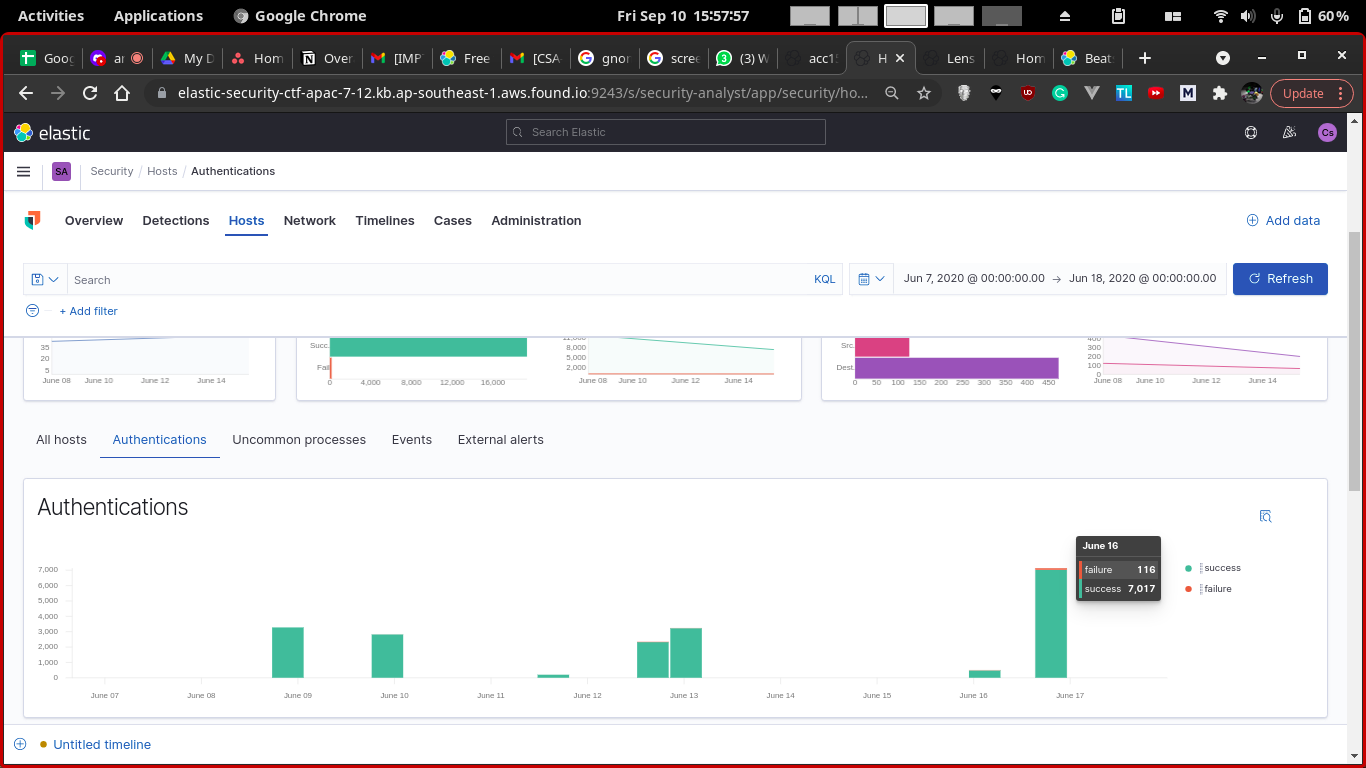 Activities Applications Google Chrome Fri Sep 10 15:57:57 60%
Goog My D Hom Over [IMP Free [CSA- gnor scree (3) W acc1 H Lens Hom Beat
elastic-security-ctf-apac-7-12.kb.ap-southeast-1.aws.found.io:9243/s/security-analyst/app/security/ho... Update
elastic Search Elastic Cs
SA Security / Hosts / Authentications
Overview Detections Hosts Network Timelines Cases Administration Add data
Search KQL Jun 7, 2020 @ 00:00:00.00 → Jun 18, 2020 @ 00:00:00.00 Refresh
+ Add filter
35
20
5
June 08 June 10 June 12 June 14
Succ.
Fail
0 4,000 8,000 12,000 16,000
8,000
5,000
2,000
June 08 June 10 June 12 June 14
Src.
Dest.
0 50 100 150 200 250 300 350 400 450
400
300
200
100
0
June 08 June 10 June 12 June 14
All hosts Authentications Uncommon processes Events External alerts
Authentications
June 16
failure 116
success 7,017
success
failure
7,000
6,000
5,000
4,000
3,000
2,000
1,000
0
June 07 June 08 June 09 June 10 June 11 June 12 June 13 June 14 June 15 June 16 June 17
Untitled timeline